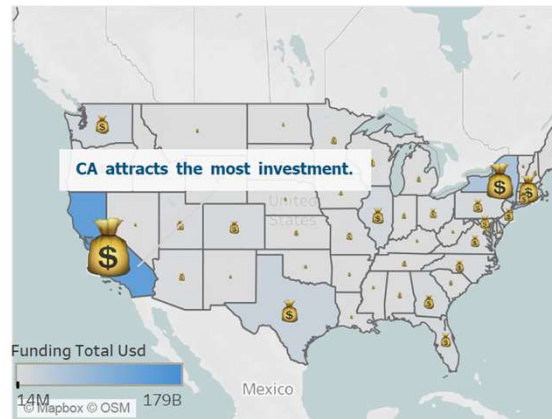 CA attracts the most investment.
United
States
Funding Total Usd
14M 179B
© Mapbox © OSM
Mexico